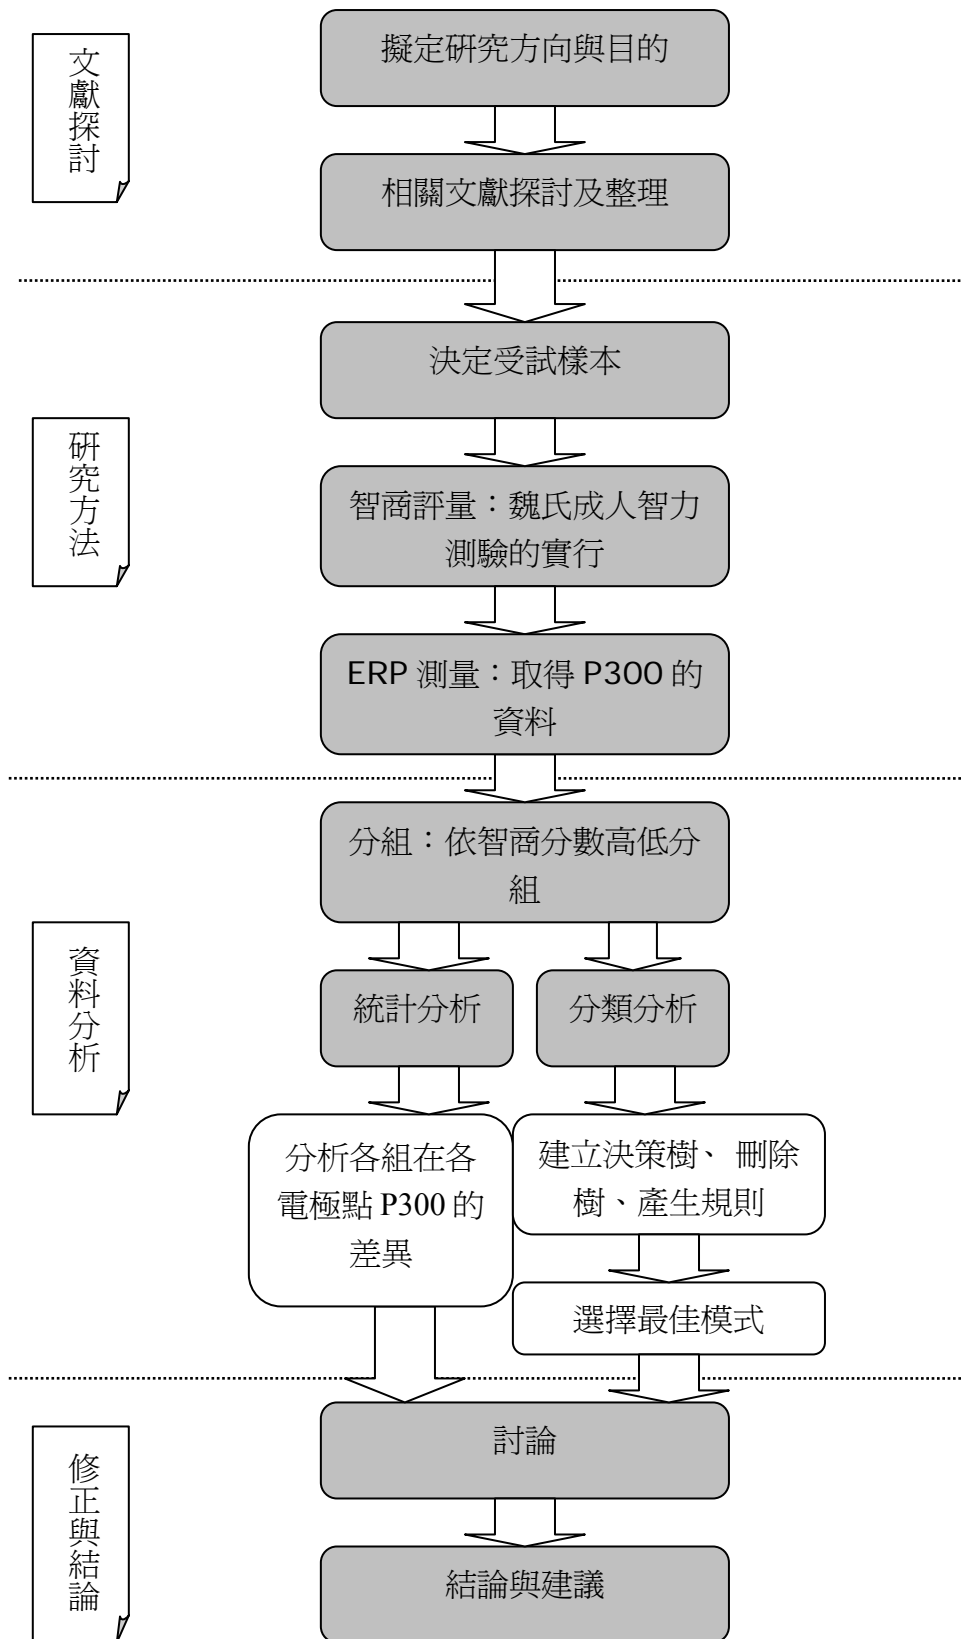 文獻探討
擬定研究方向與目的
相關文獻探討及整理
研究方法
決定受試樣本
智商評量：魏氏成人智力
測驗的實行
ERP 測量：取得 P300 的
資料
資料分析
分組：依智商分數高低分
組
統計分析
分類分析
分析各組在各
電極點 P300 的
差異
建立決策樹、 刪除
樹、產生規則
選擇最佳模式
修正與結論
討論
結論與建議